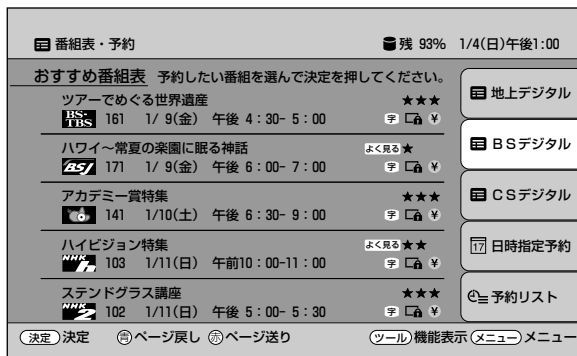 番組表・予約 残 93% 1/4(日)午後1:00
おすすめ番組表 予約したい番組を選んで決定を押してください。
ツアーでめぐる世界遺産 ★★★
BS-TBS 161 1/ 9(金) 午後 4:30- 5:00 字 ¥
ハワイ〜常夏の楽園に眠る神話 よく見る★
BSJ 171 1/ 9(金) 午後 6:00- 7:00 字 ¥
アカデミー賞特集 ★★★
141 1/10(土) 午後 6:30- 9:00 字 ¥
ハイビジョン特集 よく見る★★
NHK h 103 1/11(日) 午前10:00-11:00 字 ¥
ステンドグラス講座 ★★★
NHK 2 102 1/11(日) 午後 5:00- 5:30 字 ¥
地上デジタル
BSデジタル
CSデジタル
17 日時指定予約
予約リスト
決定 決定 青 ページ戻し 赤 ページ送り ツール 機能表示 メニュー メニュー